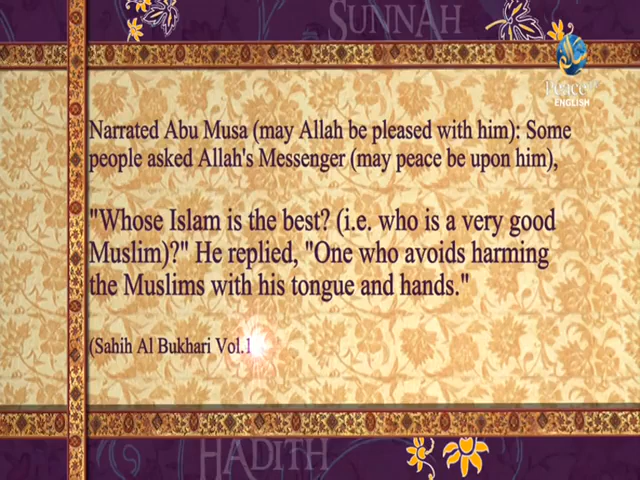 SUNNAH
Peace TV
ENGLISH
Narrated Abu Musa (may Allah be pleased with him): Some
people asked Allah's Messenger (may peace be upon him),
"Whose Islam is the best? (i.e. who is a very good
Muslim)?" He replied, "One who avoids harming
the Muslims with his tongue and hands."
(Sahih Al Bukhari Vol.1
HADITH